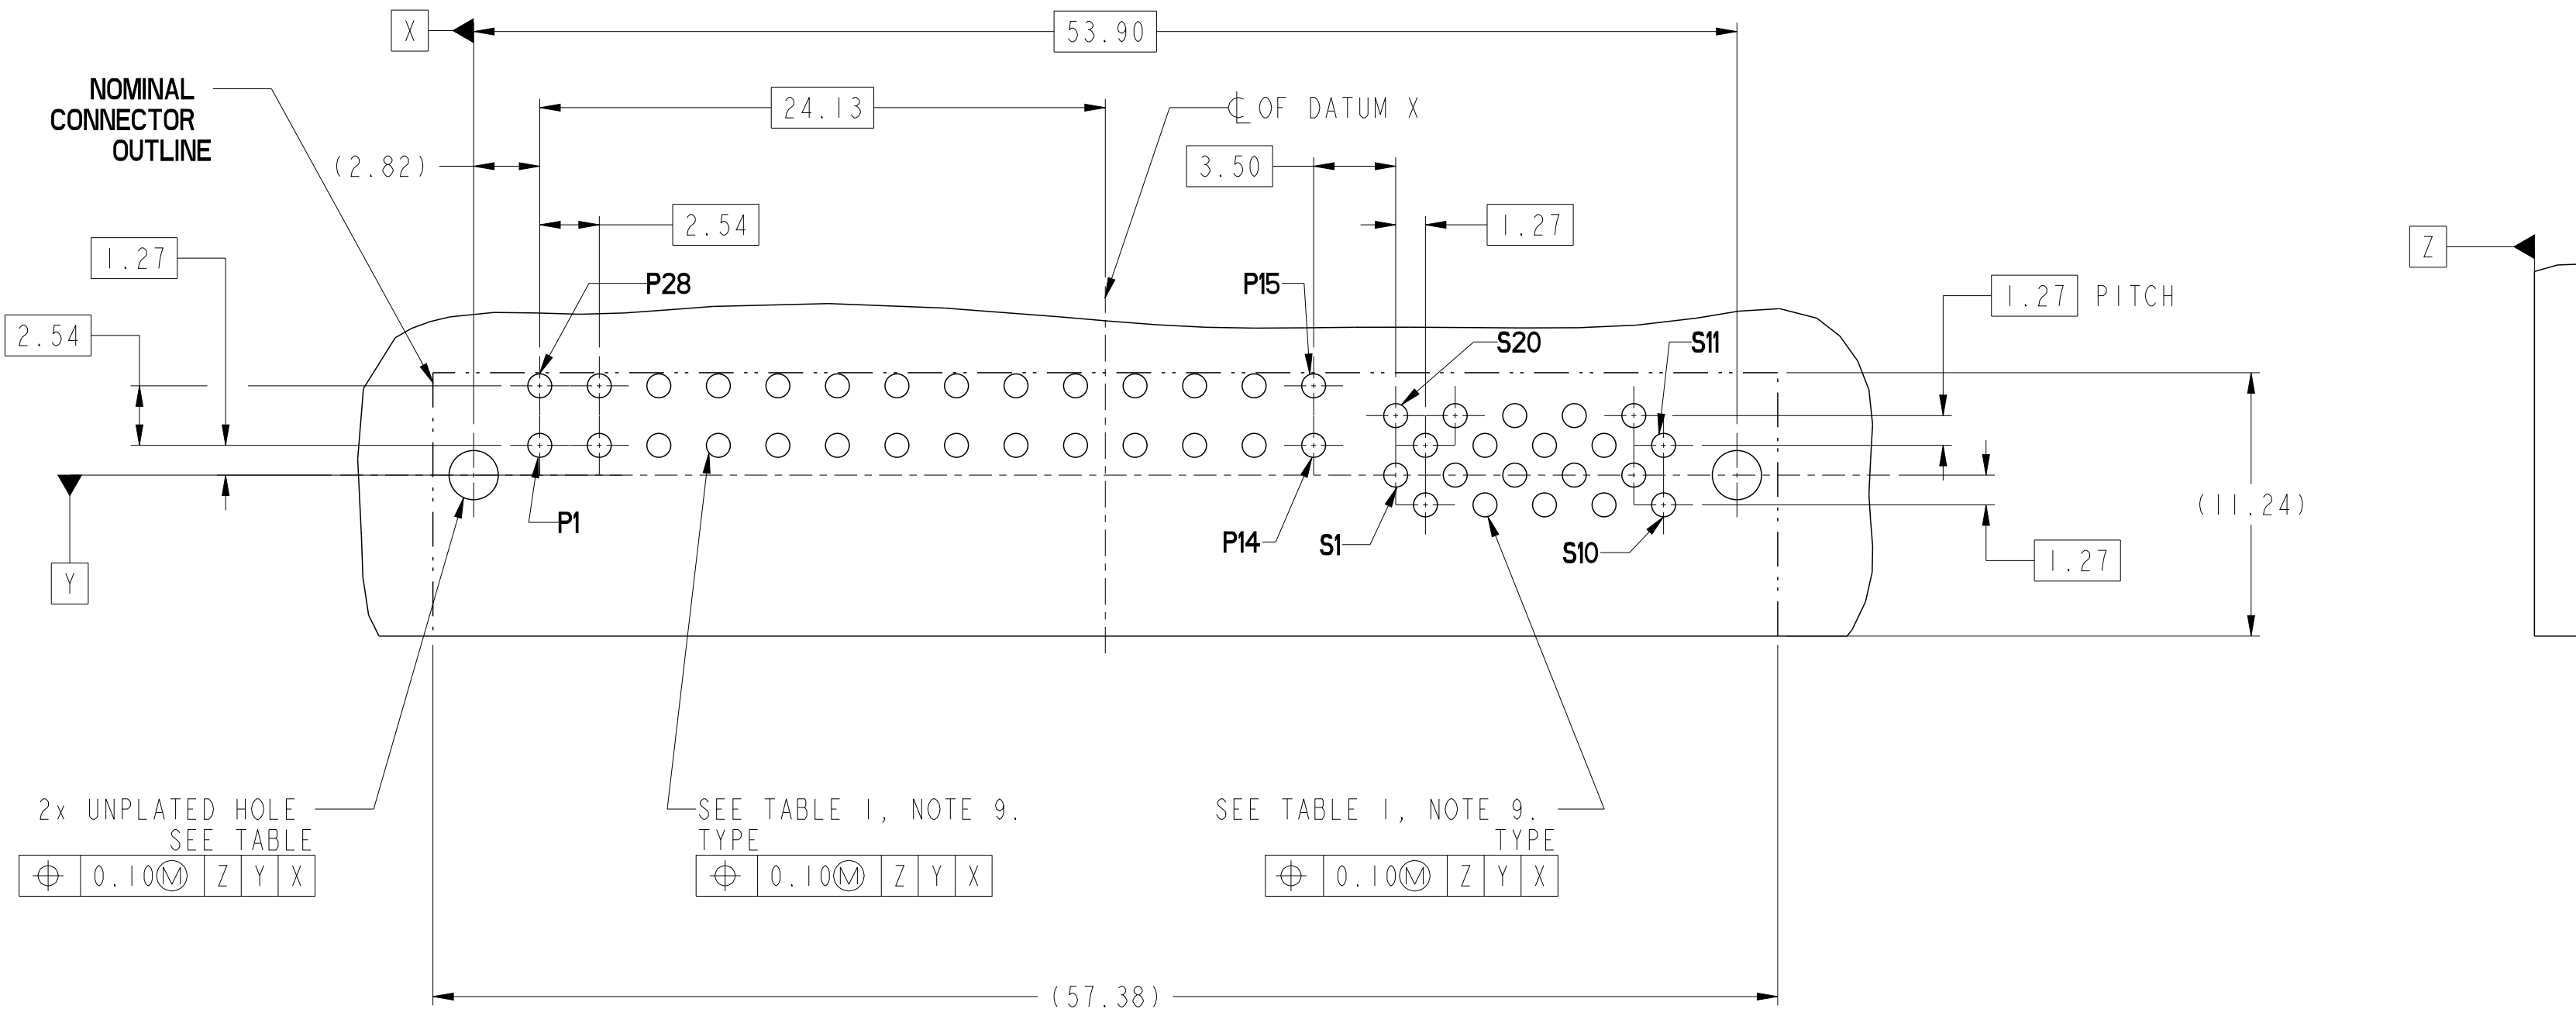 X
53.90
NOMINAL
CONNECTOR
OUTLINE
24.13
℄ OF DATUM X
(2.82)
3.50
2.54
1.27
1.27
Z
P28
P15
1.27 PITCH
2.54
S20
S11
(11.24)
P1
P14
S1
S10
1.27
Y
2x UNPLATED HOLE
SEE TABLE
⌖ 0.10Ⓜ Z Y X
SEE TABLE 1, NOTE 9.
TYPE
⌖ 0.10Ⓜ Z Y X
SEE TABLE 1, NOTE 9.
TYPE
⌖ 0.10Ⓜ Z Y X
(57.38)